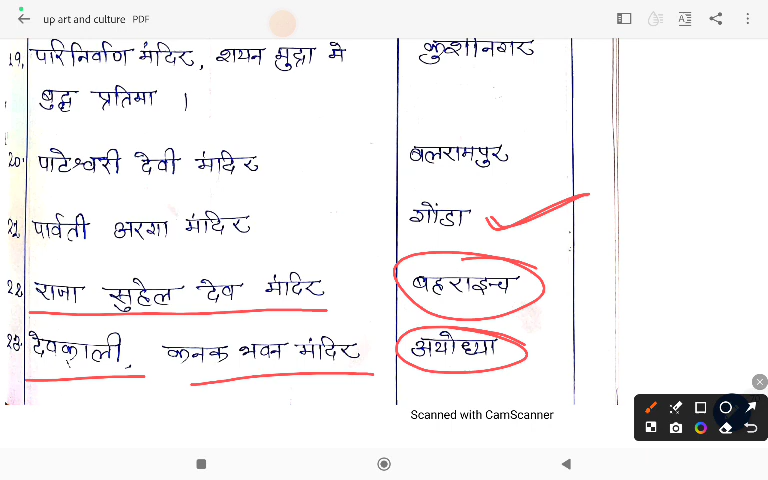 up art and culture PDF
19. परिनिर्वाण मंदिर, शयन मुद्रा मे कुशीनगर
बुद्ध प्रतिमा ।
20. पाटेश्वरी देवी मंदिर बलरामपुर
21. पार्वती अरगा मंदिर गोंडा
22. राजा सुहेल देव मंदिर बहराइच
23. देवकाली, कनक भवन मंदिर अयोध्या
Scanned with CamScanner